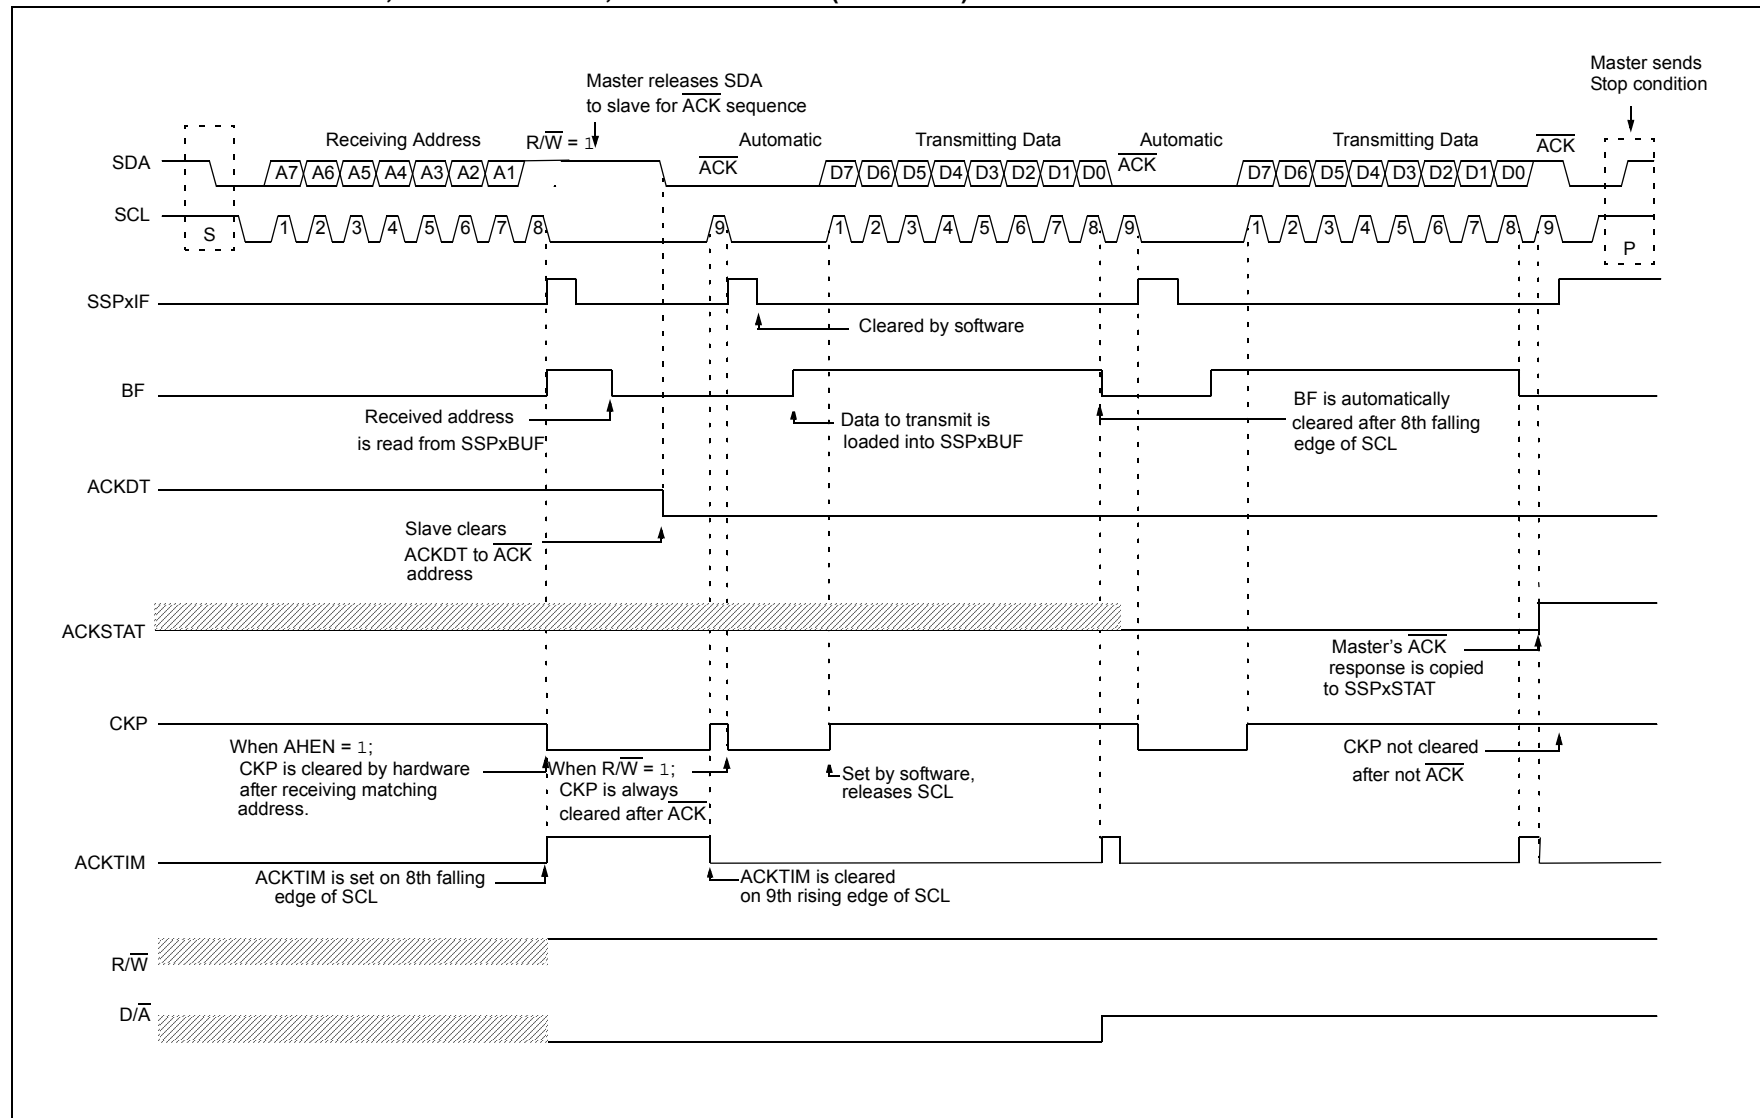 Master releases SDA
to slave for ACK sequence
Master sends
Stop condition
Receiving Address
R/W = 1
Automatic
Transmitting Data
Automatic
Transmitting Data
ACK
SDA
A7 A6 A5 A4 A3 A2 A1
ACK
D7 D6 D5 D4 D3 D2 D1 D0
ACK
D7 D6 D5 D4 D3 D2 D1 D0
SCL
S
1 2 3 4 5 6 7 8 9 1 2 3 4 5 6 7 8 9 1 2 3 4 5 6 7 8 9
P
SSPxIF
Cleared by software
BF
Received address
is read from SSPxBUF
Data to transmit is
loaded into SSPxBUF
BF is automatically
cleared after 8th falling
edge of SCL
ACKDT
Slave clears
ACKDT to ACK
address
ACKSTAT
Master's ACK
response is copied
to SSPxSTAT
CKP
When AHEN = 1;
CKP is cleared by hardware
after receiving matching
address.
When R/W = 1;
CKP is always
cleared after ACK
Set by software,
releases SCL
CKP not cleared
after not ACK
ACKTIM
ACKTIM is set on 8th falling
edge of SCL
ACKTIM is cleared
on 9th rising edge of SCL
R/W
D/A